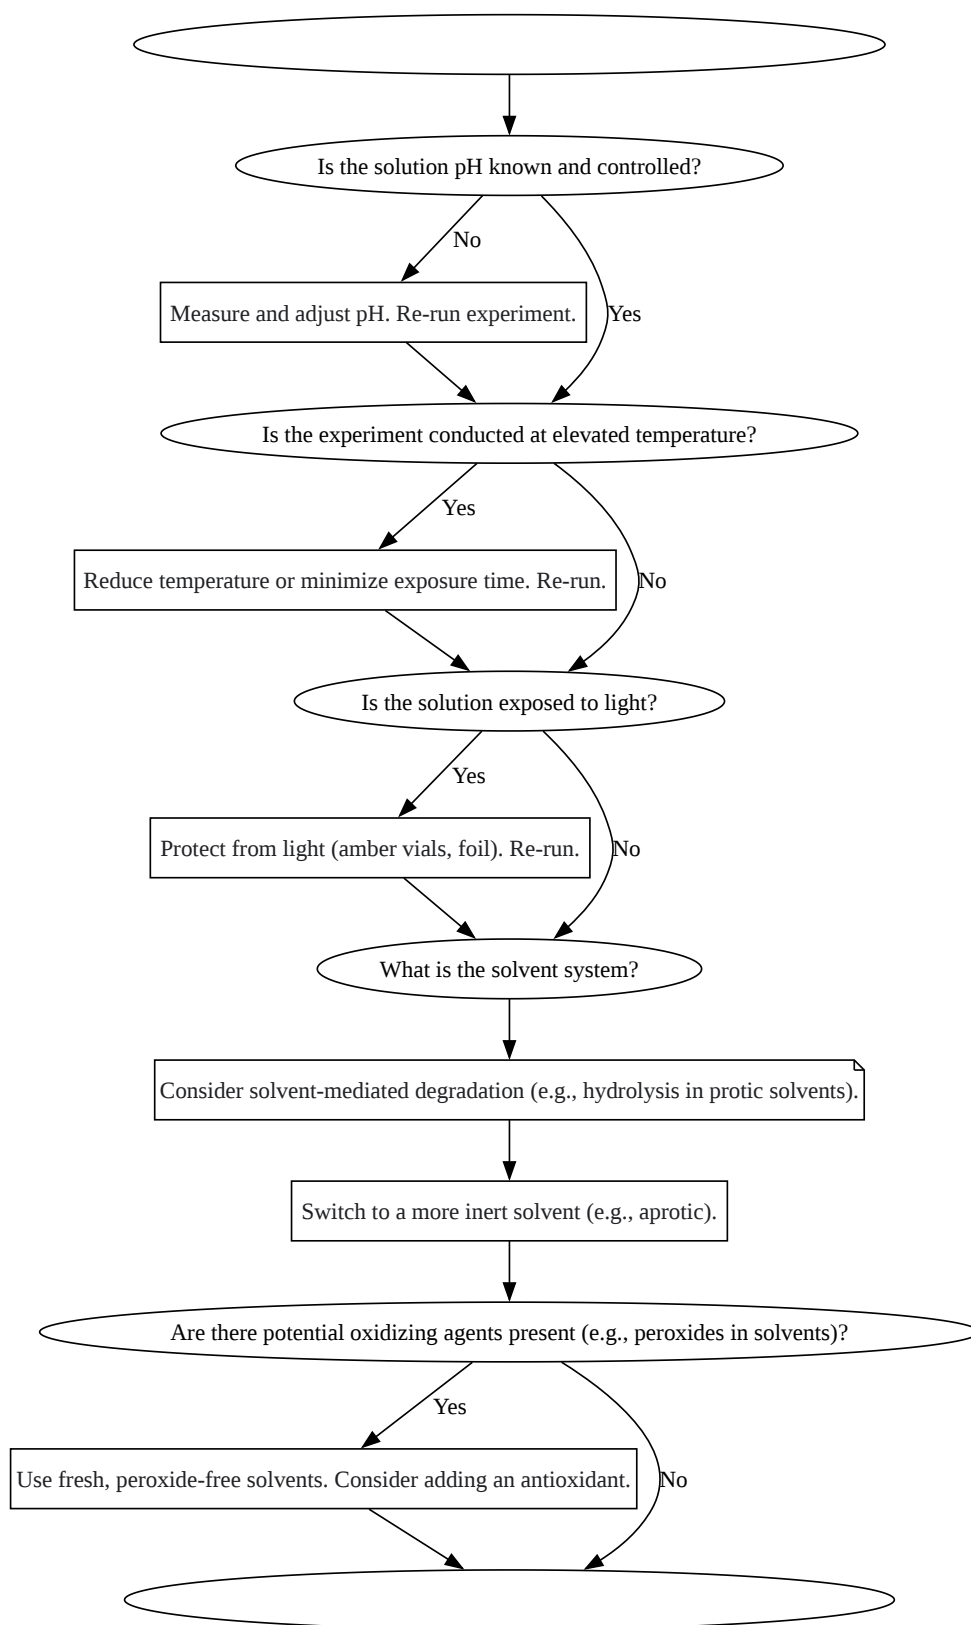 Is the solution pH known and controlled?
No
Measure and adjust pH. Re-run experiment.
Yes
Is the experiment conducted at elevated temperature?
Yes
Reduce temperature or minimize exposure time. Re-run.
No
Is the solution exposed to light?
Yes
Protect from light (amber vials, foil). Re-run.
No
What is the solvent system?
Consider solvent-mediated degradation (e.g., hydrolysis in protic solvents).
Switch to a more inert solvent (e.g., aprotic).
Are there potential oxidizing agents present (e.g., peroxides in solvents)?
Yes
Use fresh, peroxide-free solvents. Consider adding an antioxidant.
No